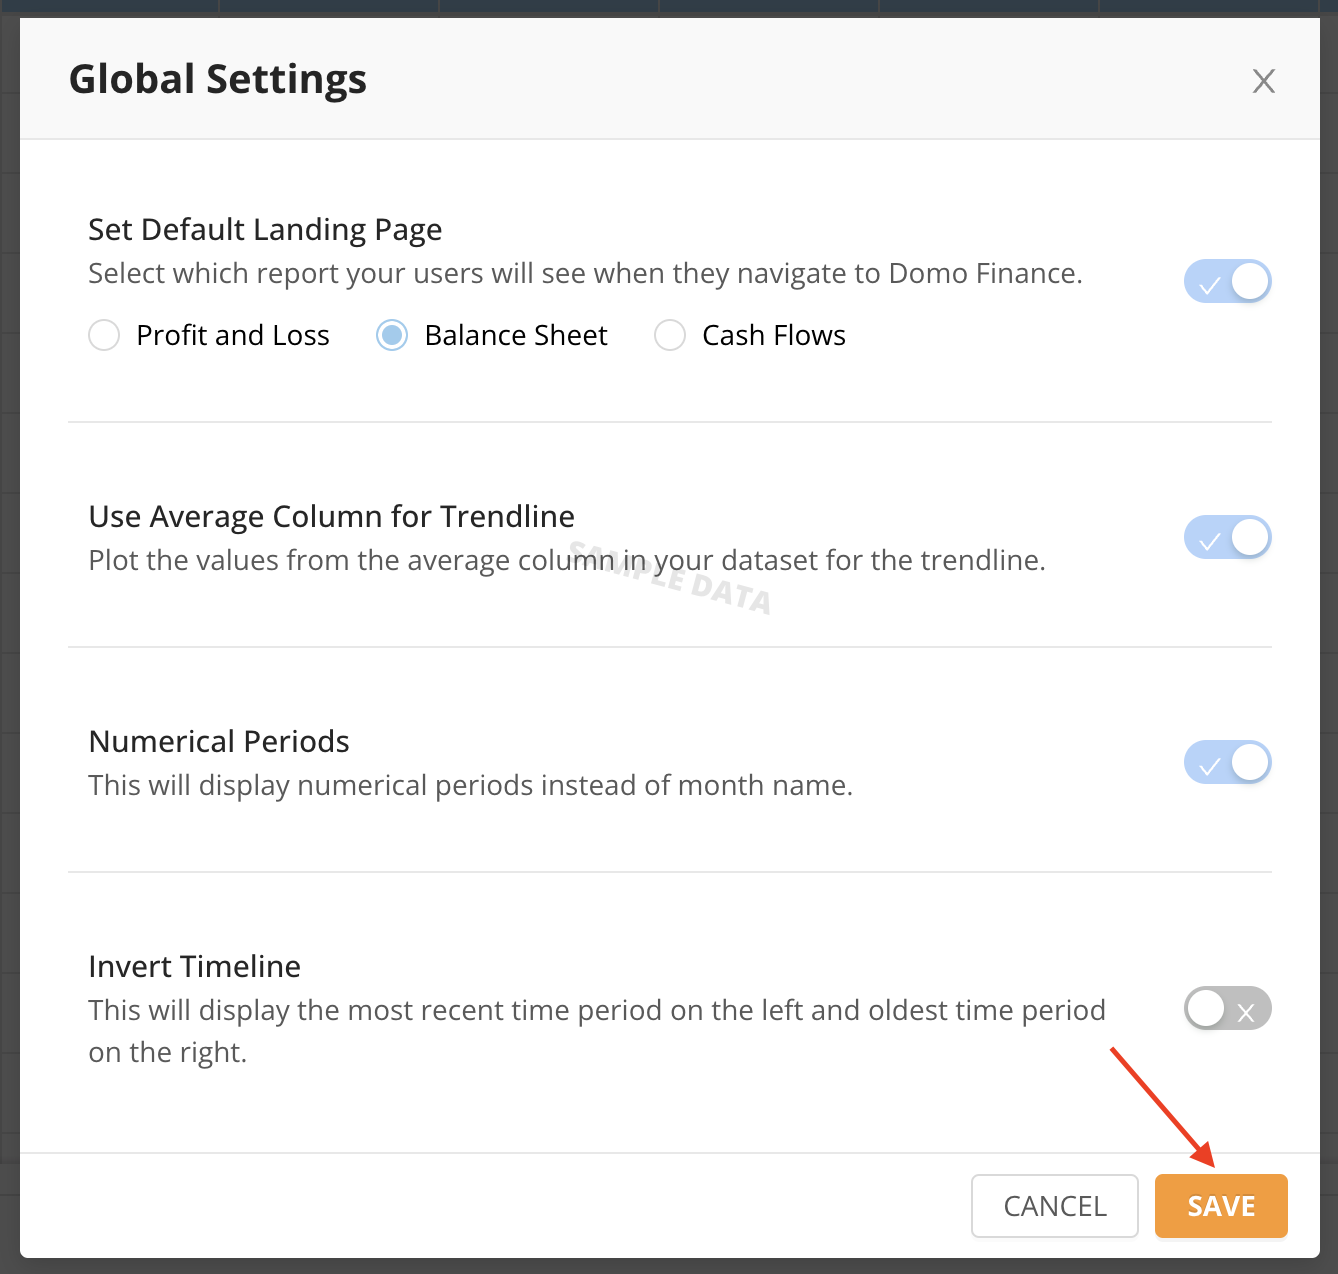 Global Settings
X
Set Default Landing Page
Select which report your users will see when they navigate to Domo Finance.
Profit and Loss
Balance Sheet
Cash Flows
Use Average Column for Trendline
Plot the values from the average column in your dataset for the trendline.
SAMPLE DATA
Numerical Periods
This will display numerical periods instead of month name.
Invert Timeline
This will display the most recent time period on the left and oldest time period
on the right.
CANCEL
SAVE